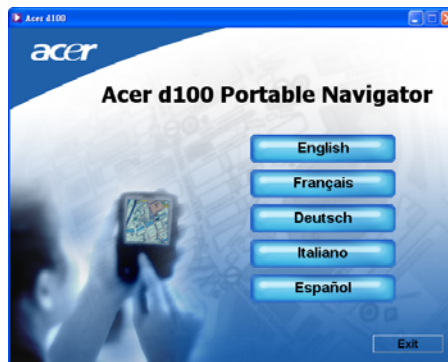 Acer d100
acer
Acer d100 Portable Navigator
English
Français
Deutsch
Italiano
Español
Exit